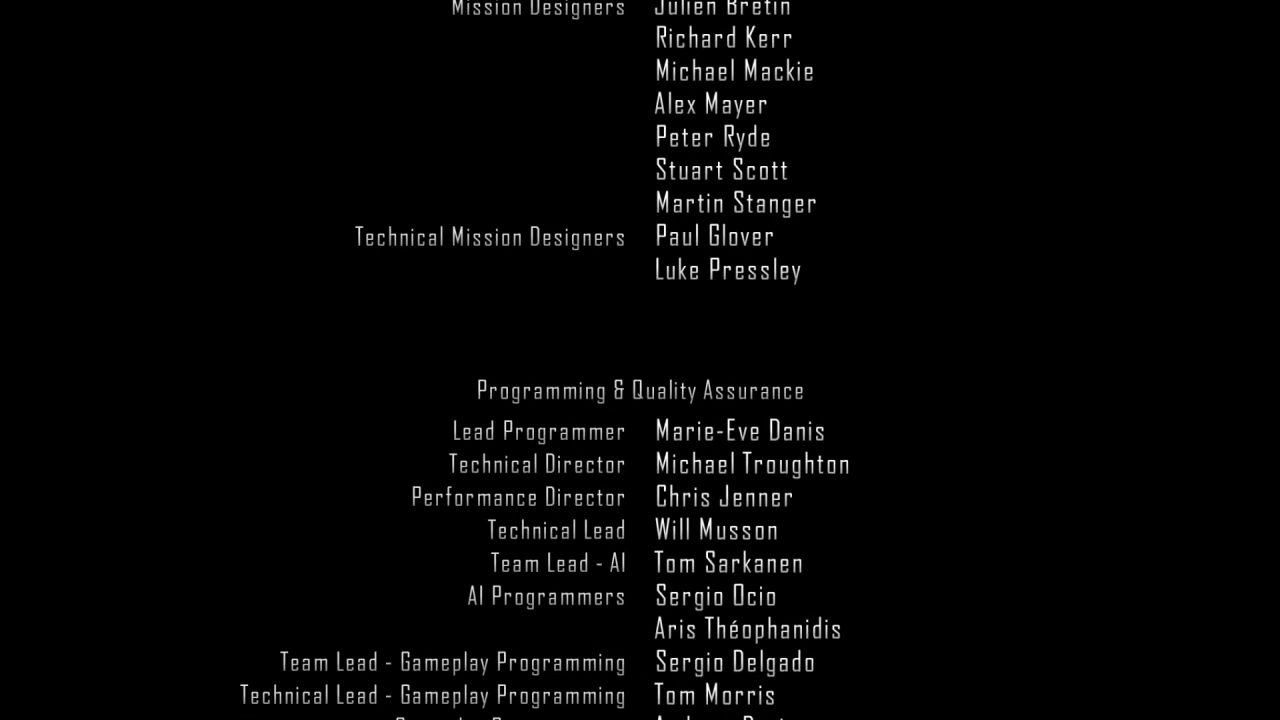 Mission Designers Julien Bretin
Richard Kerr
Michael Mackie
Alex Mayer
Peter Ryde
Stuart Scott
Martin Stanger
Technical Mission Designers Paul Glover
Luke Pressley
Programming & Quality Assurance
Lead Programmer Marie-Eve Danis
Technical Director Michael Troughton
Performance Director Chris Jenner
Technical Lead Will Musson
Team Lead - AI Tom Sarkanen
AI Programmers Sergio Ocio
Aris Théophanidis
Team Lead - Gameplay Programming Sergio Delgado
Technical Lead - Gameplay Programming Tom Morris